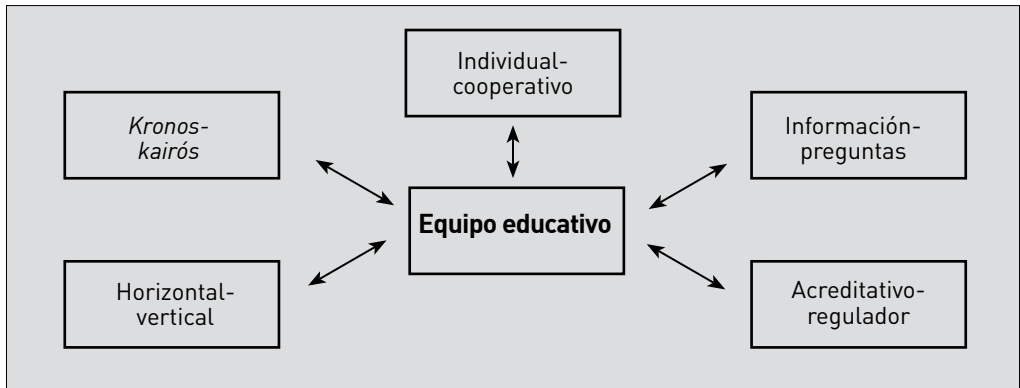 Individual-
cooperativo
Kronos-
kairós
Información-
preguntas
Equipo educativo
Horizontal-
vertical
Acreditativo-
regulador